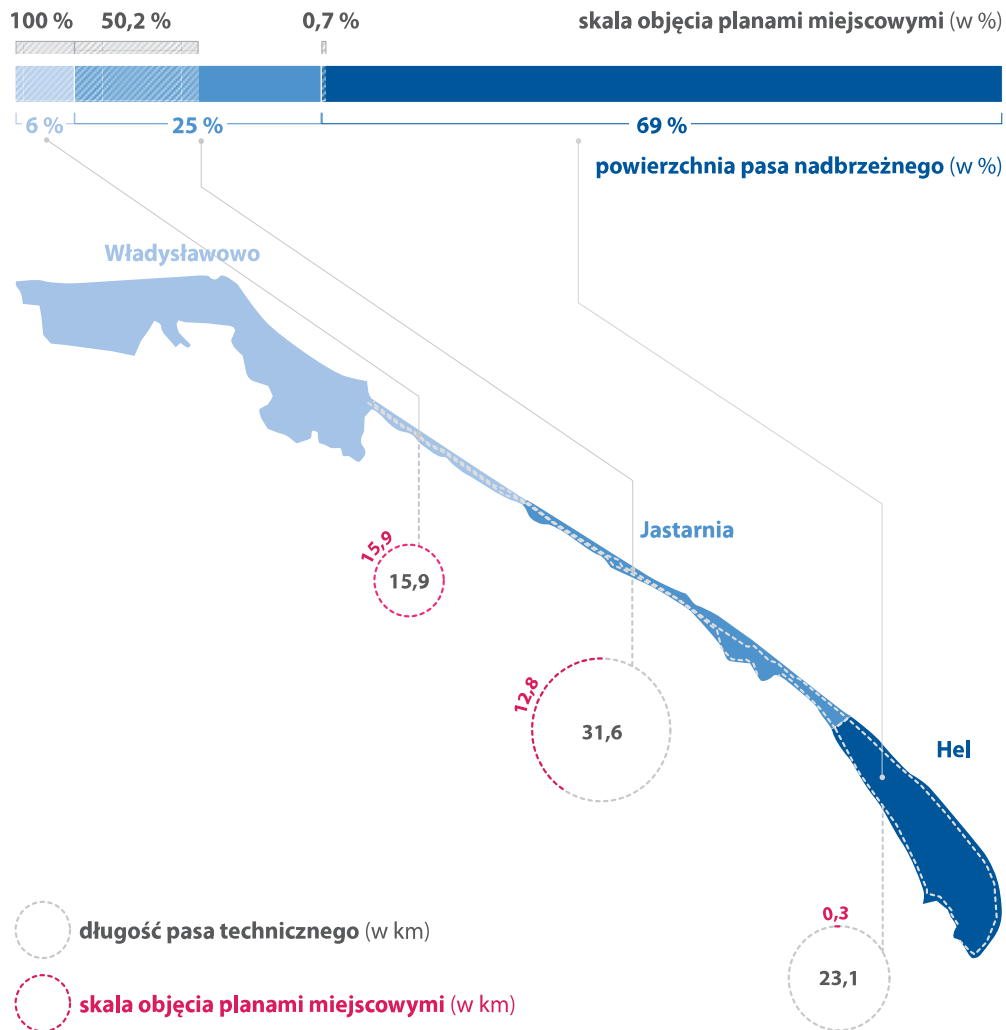 100 % 50,2 % 0,7 % skala objęcia planami miejscowymi (w %)
6 % 25 % 69 %
powierzchnia pasa nadbrzeżnego (w %)
Władysławowo
Jastarnia
15,9
15,9
12,8
31,6
Hel
0,3
23,1
długość pasa technicznego (w km)
skala objęcia planami miejscowymi (w km)